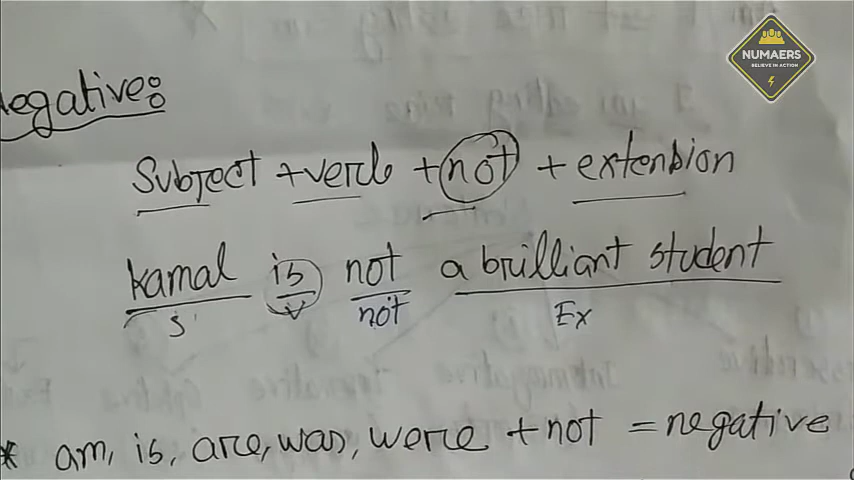 NUMAERS
BELIEVE IN ACTION
Negative:
Subject + verb + not + extension
Kamal is not a brilliant student
S V not Ex
* am, is, are, was, were + not = negative